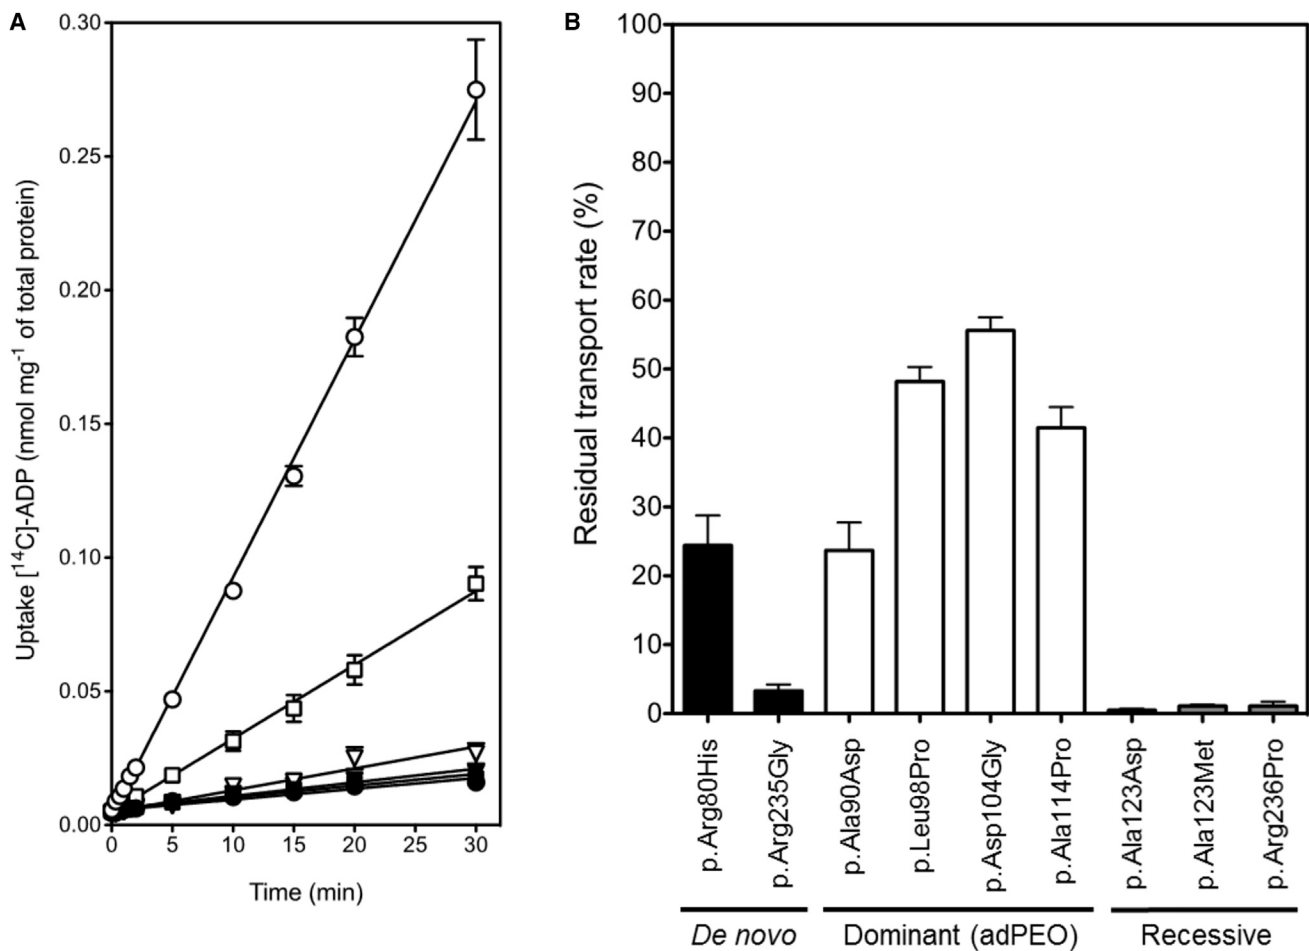 A
Uptake [¹⁴C]-ADP (nmol mg⁻¹ of total protein)
0.30
0.25
0.20
0.15
0.10
0.05
0.00
0 5 10 15 20 25 30
Time (min)
B
Residual transport rate (%)
100
90
80
70
60
50
40
30
20
10
0
p.Arg80His
p.Arg235Gly
p.Ala90Asp
p.Leu98Pro
p.Asp104Gly
p.Ala114Pro
p.Ala123Asp
p.Ala123Met
p.Arg236Pro
De novo
Dominant (adPEO)
Recessive